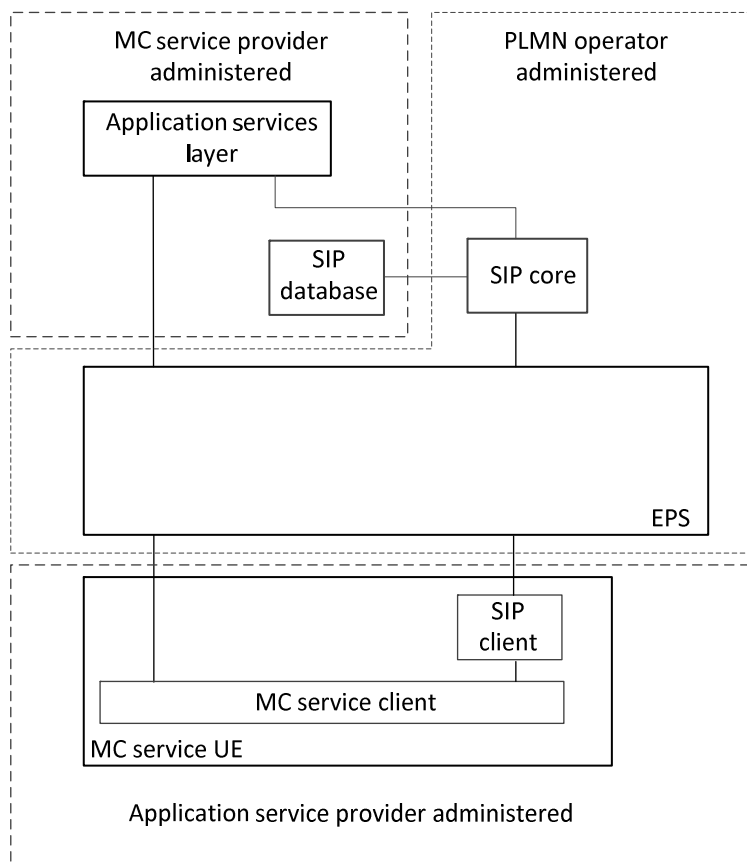 MC service provider
administered
PLMN operator
administered
Application services
layer
SIP
database
SIP core
EPS
SIP
client
MC service client
MC service UE
Application service provider administered